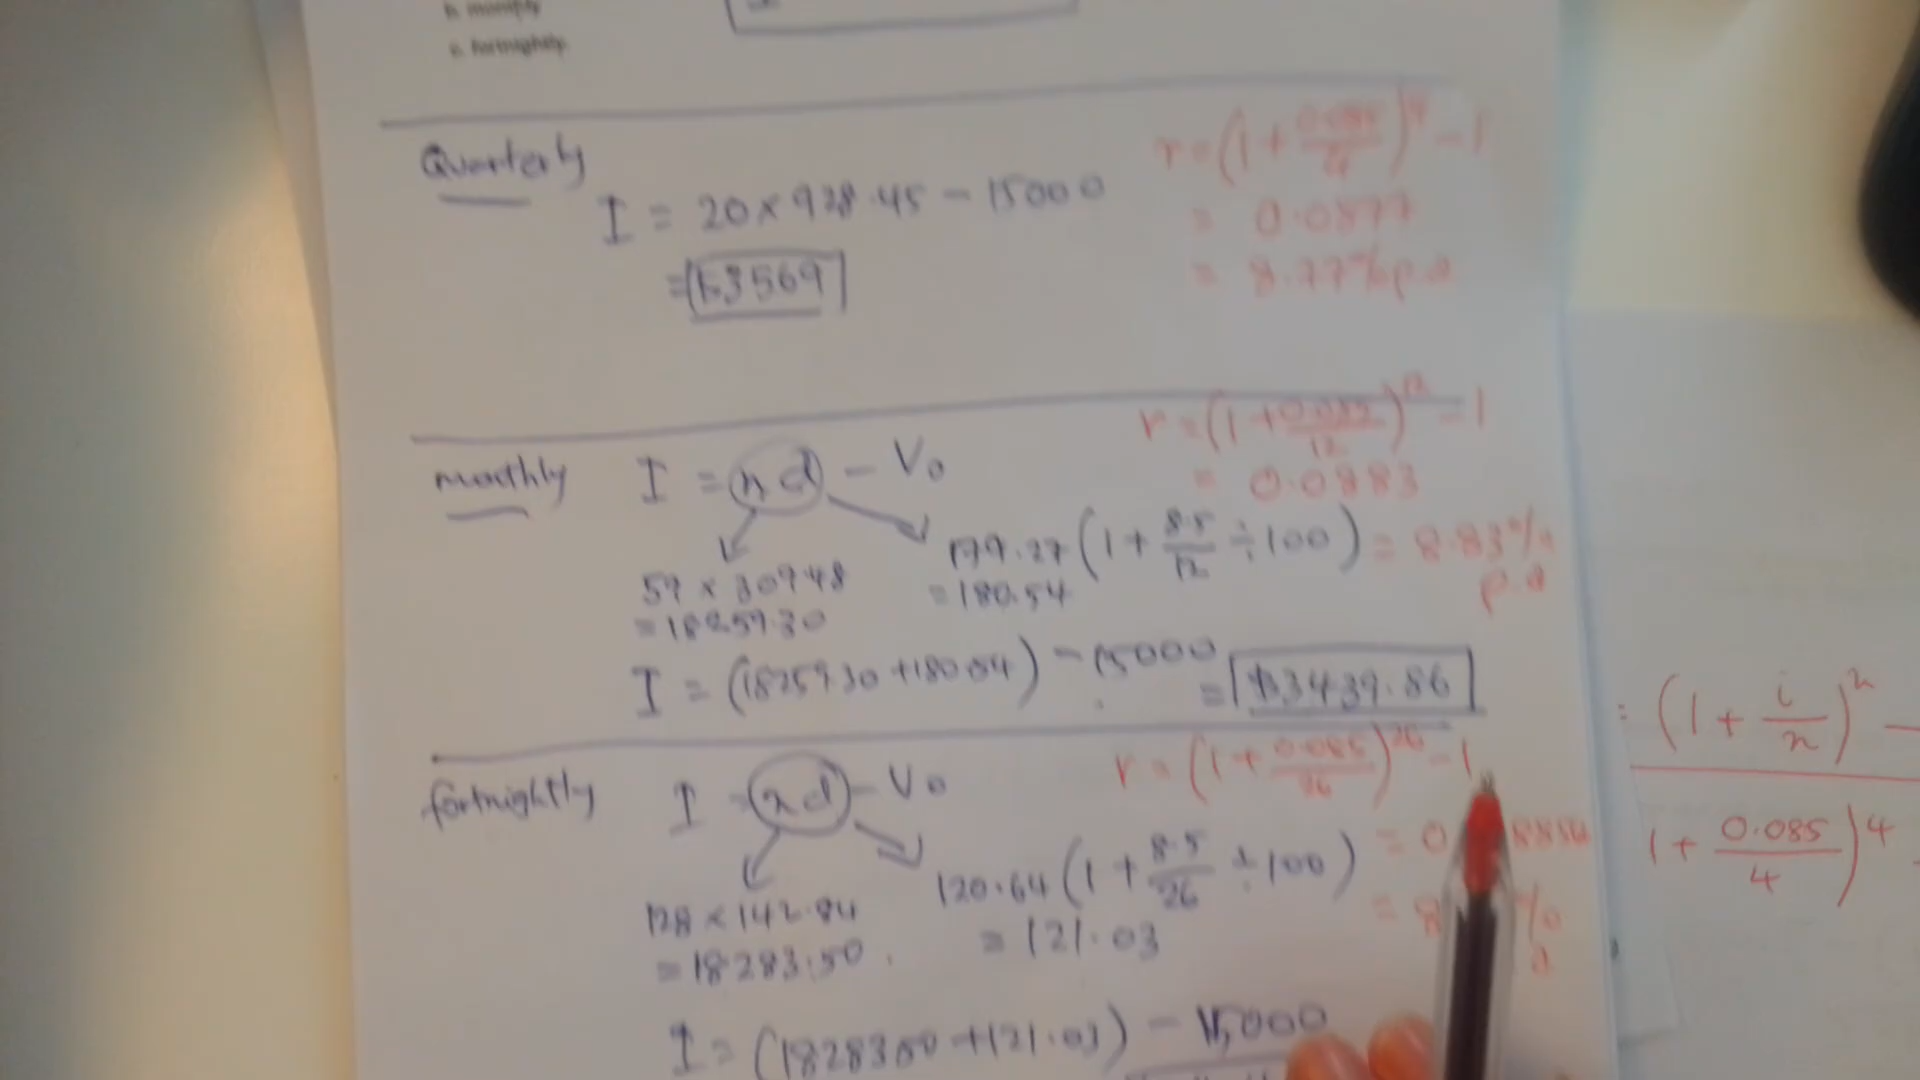 b. monthly
c. fortnightly.
Quarterly
I = 20 × 928.45 - 15000
= $3569
r = (1 + 0.085/4)^4 - 1
= 0.0877
= 8.77% p.a
monthly
I = nd - V₀
59 × 309.48
= 18259.30
179.27 (1 + 8.5/12 ÷ 100)
= 180.54
r = (1 + 0.085/12)^12 - 1
= 0.0883
= 8.83%
p.a
I = (18259.30 + 180.54) - 15000
= $3439.86
fortnightly
I = nd - V₀
128 × 142.84
= 18283.50
120.64 (1 + 8.5/26 ÷ 100)
= 121.03
r = (1 + 0.085/26)^26 - 1
I = (18283.50 + 121.03) - 15,000
= (1 + i/n)^n -
1 + 0.085/4)^4